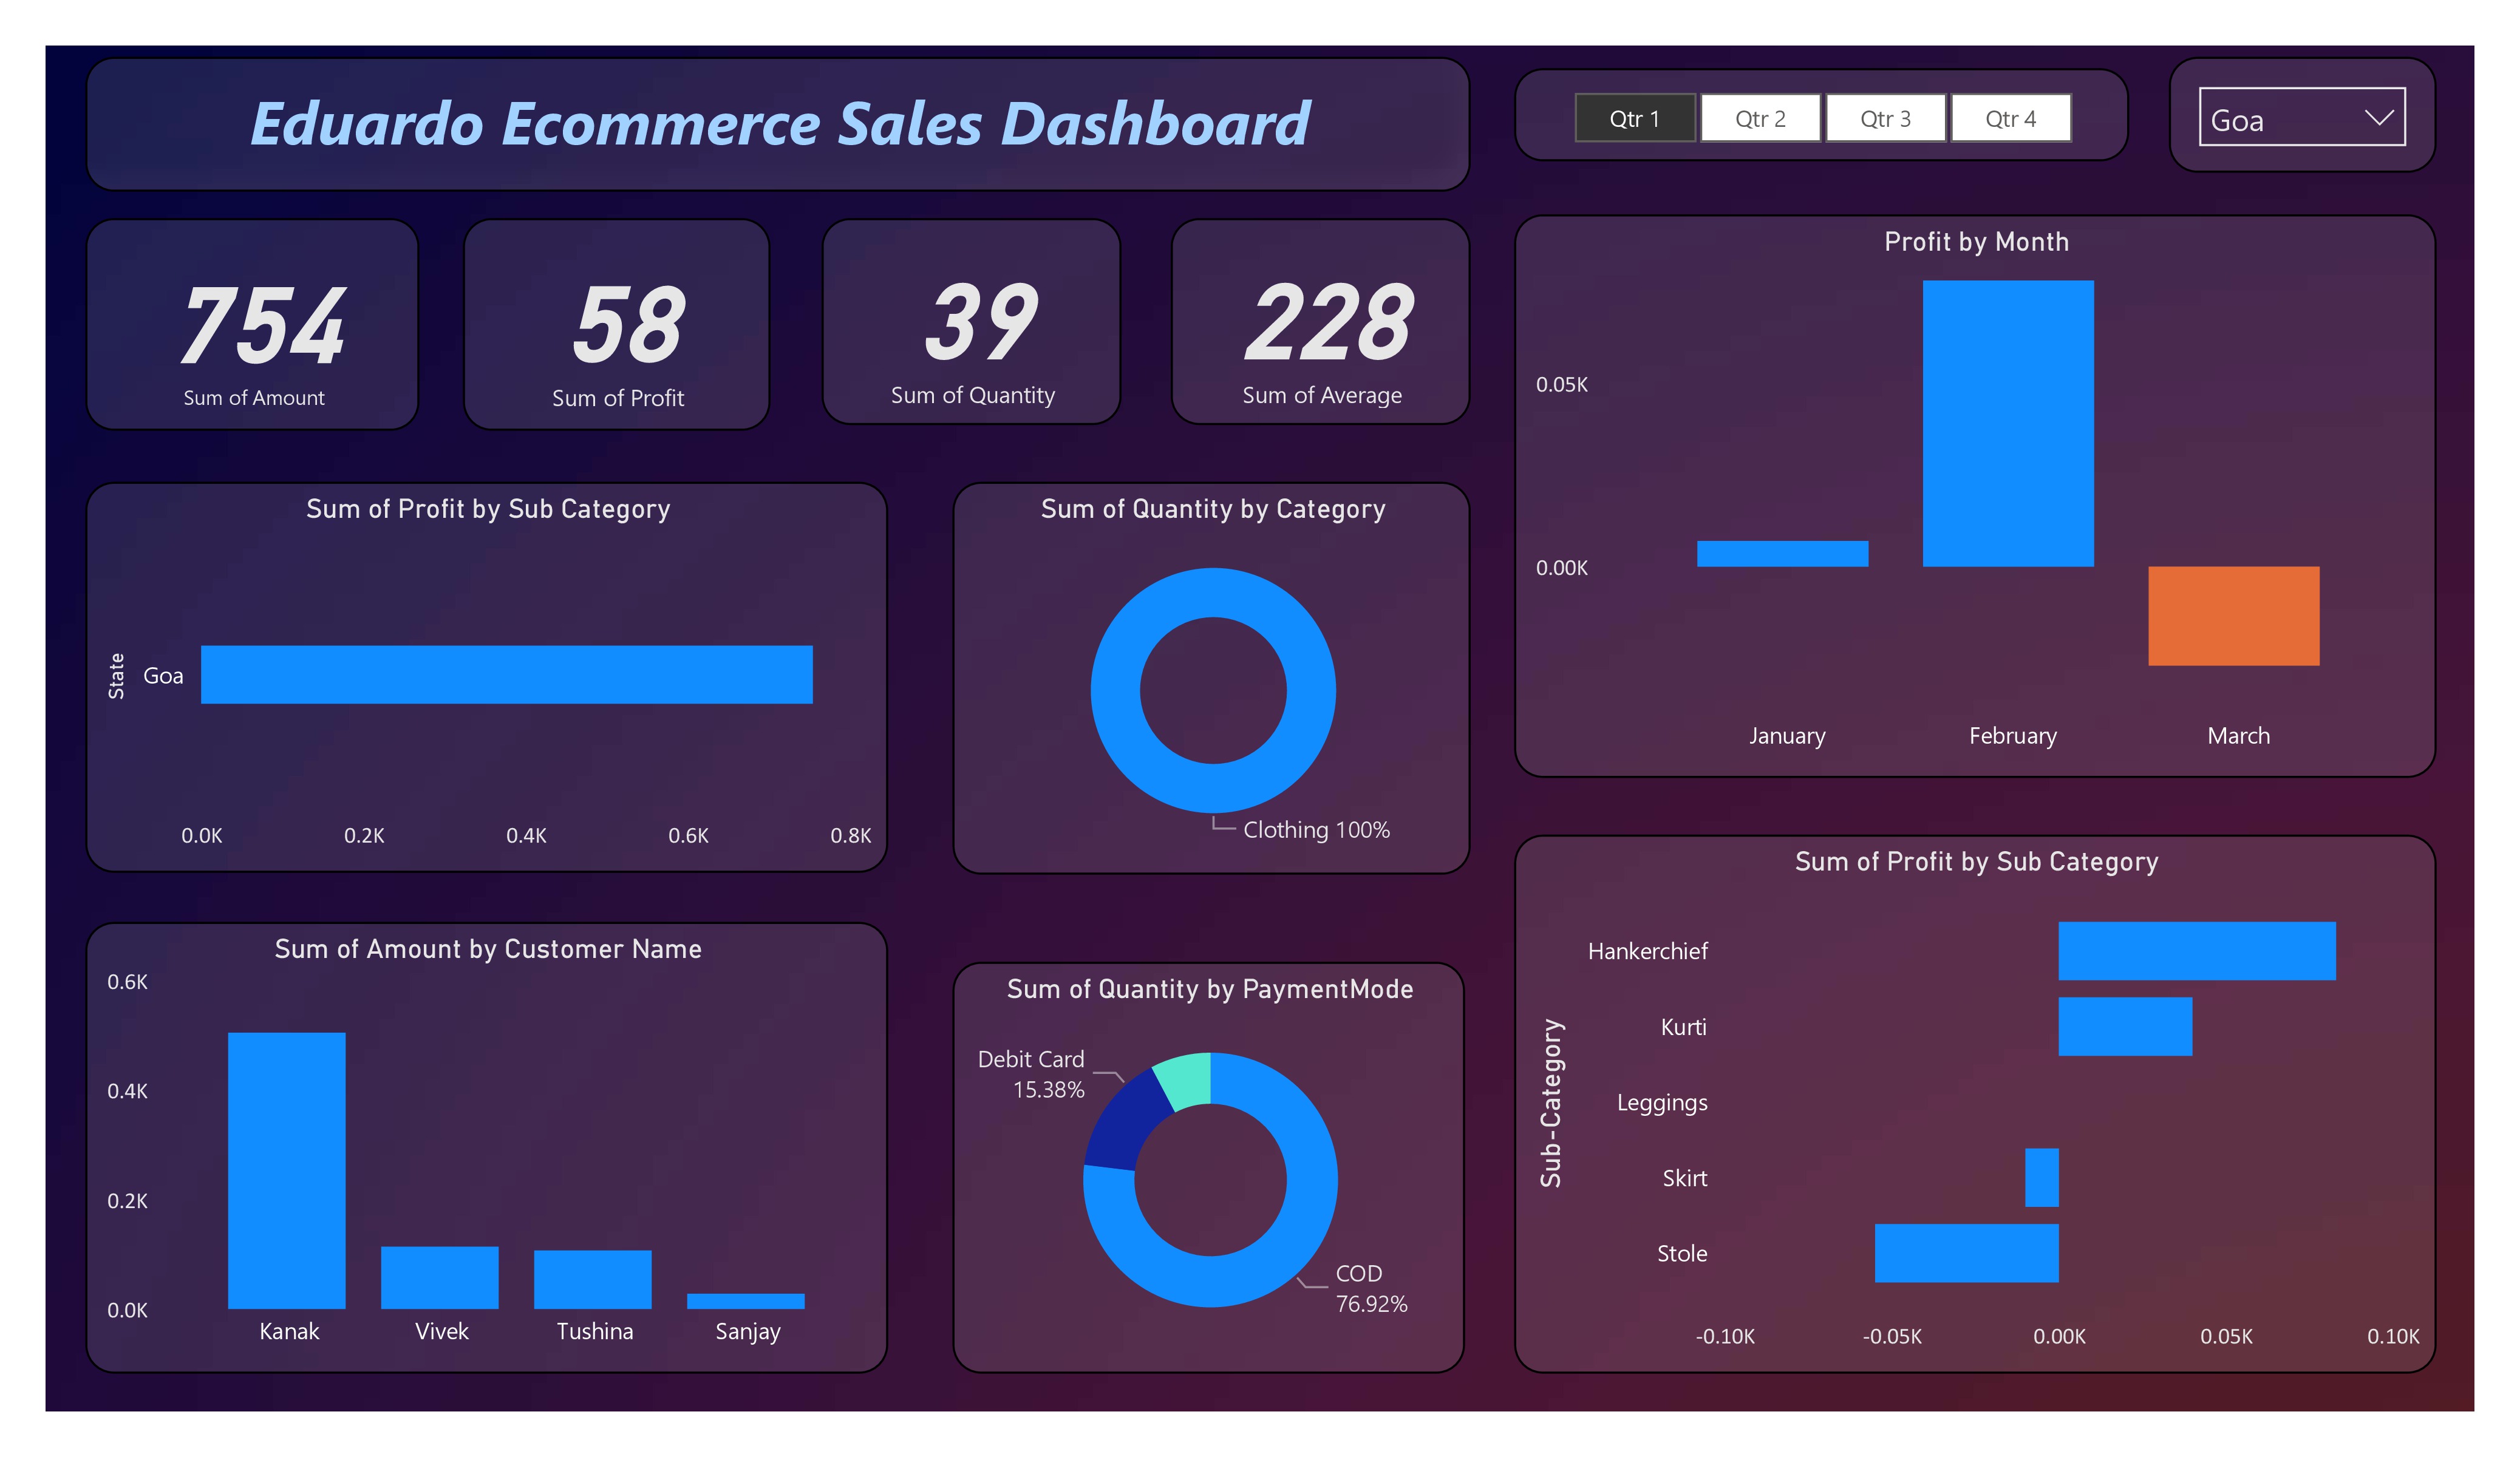 Eduardo Ecommerce Sales Dashboard
Qtr 1 Qtr 2 Qtr 3 Qtr 4
Goa
754
Sum of Amount
58
Sum of Profit
39
Sum of Quantity
228
Sum of Average
Profit by Month
0.05K
0.00K
January February March
Sum of Profit by Sub Category
State
Goa
0.0K 0.2K 0.4K 0.6K 0.8K
Sum of Quantity by Category
Clothing 100%
Sum of Amount by Customer Name
0.6K
0.4K
0.2K
0.0K
Kanak Vivek Tushina Sanjay
Sum of Quantity by PaymentMode
Debit Card
15.38%
COD
76.92%
Sum of Profit by Sub Category
Sub-Category
Hankerchief
Kurti
Leggings
Skirt
Stole
-0.10K -0.05K 0.00K 0.05K 0.10K